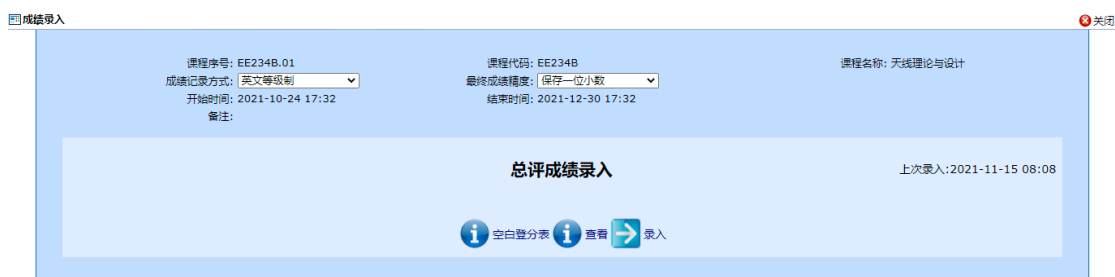 成绩录入 关闭
课程序号: EE234B.01 课程代码: EE234B 课程名称: 天线理论与设计
成绩记录方式: 英文等级制 最终成绩精度: 保存一位小数
开始时间: 2021-10-24 17:32 结束时间: 2021-12-30 17:32
备注:
总评成绩录入 上次录入:2021-11-15 08:08
空白登分表 查看 录入